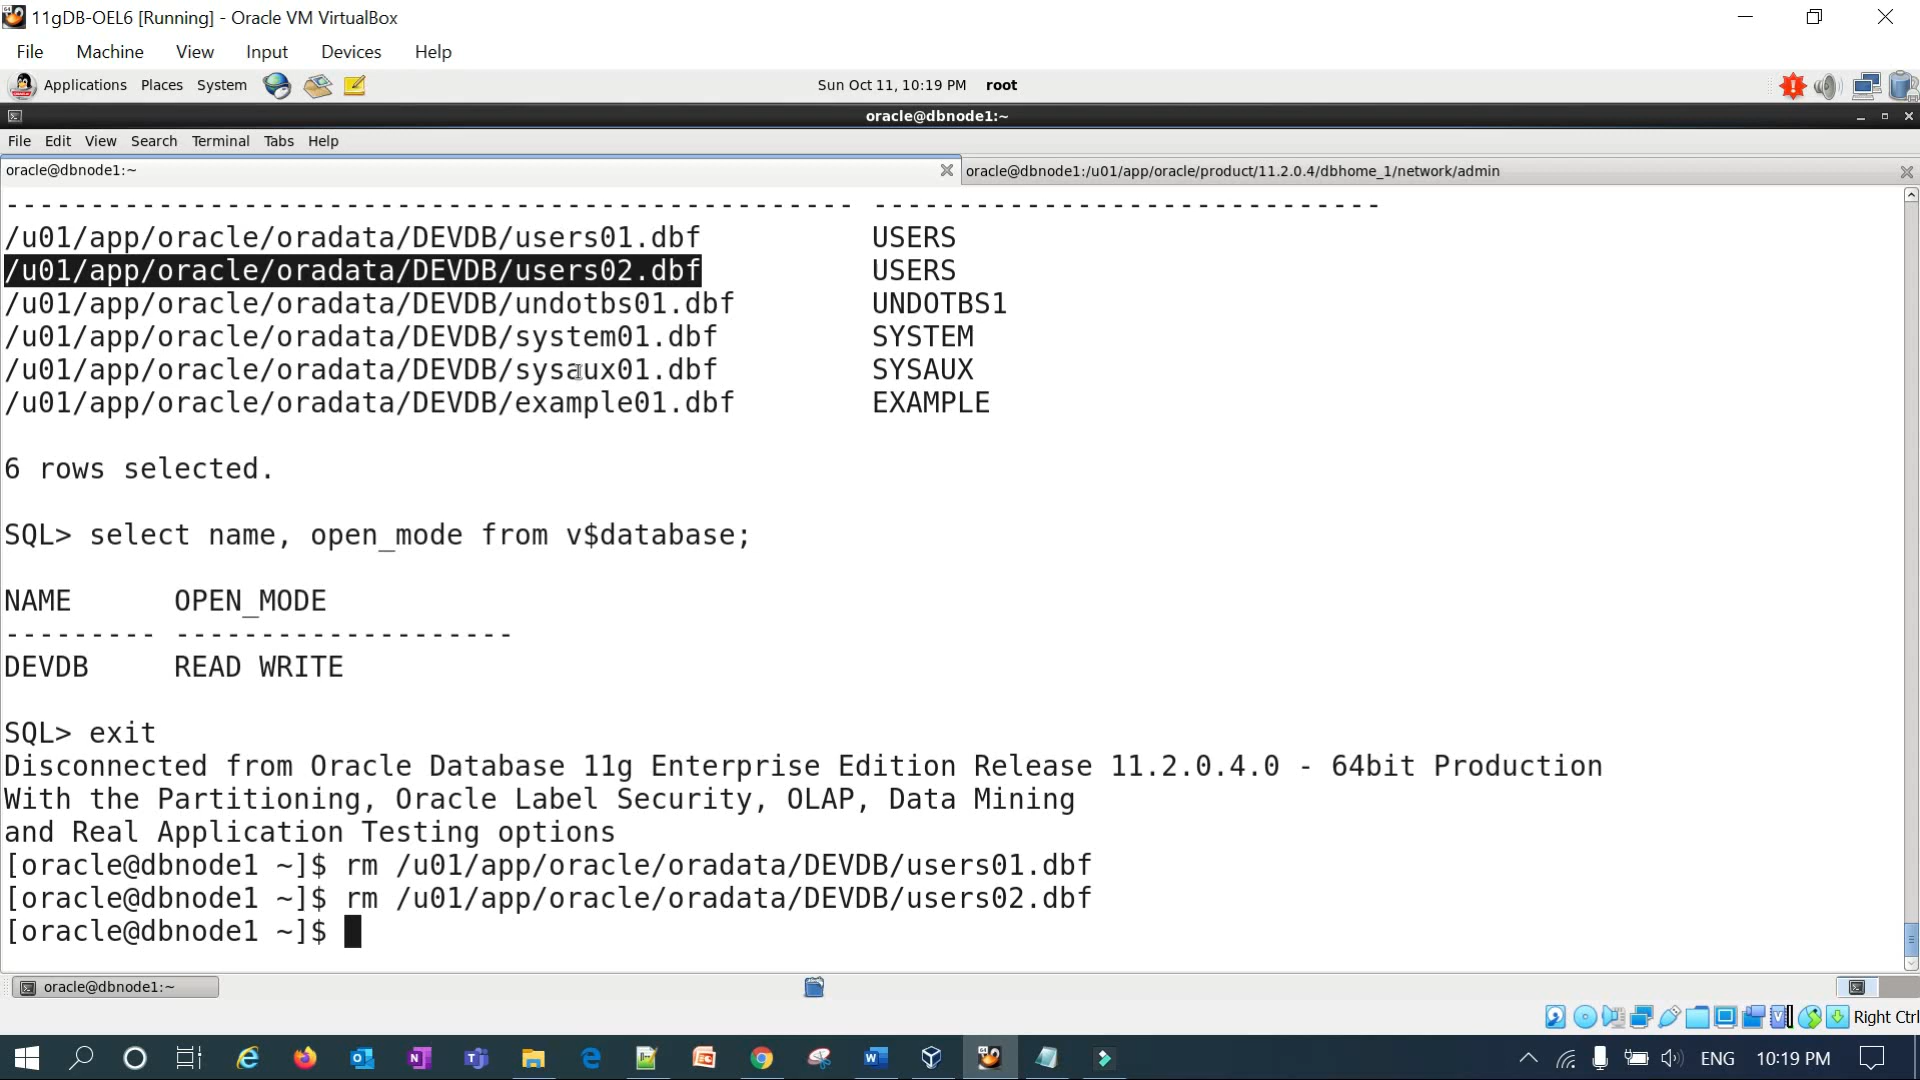 11gDB-OEL6 [Running] - Oracle VM VirtualBox
File Machine View Input Devices Help
Applications Places System Sun Oct 11, 10:19 PM root
oracle@dbnode1:~
File Edit View Search Terminal Tabs Help
oracle@dbnode1:~ oracle@dbnode1:/u01/app/oracle/product/11.2.0.4/dbhome_1/network/admin
-------------------------------------------------- ------------------------------
/u01/app/oracle/oradata/DEVDB/users01.dbf USERS
/u01/app/oracle/oradata/DEVDB/users02.dbf USERS
/u01/app/oracle/oradata/DEVDB/undotbs01.dbf UNDOTBS1
/u01/app/oracle/oradata/DEVDB/system01.dbf SYSTEM
/u01/app/oracle/oradata/DEVDB/sysaux01.dbf SYSAUX
/u01/app/oracle/oradata/DEVDB/example01.dbf EXAMPLE
6 rows selected.
SQL> select name, open_mode from v$database;
NAME OPEN_MODE
--------- --------------------
DEVDB READ WRITE
SQL> exit
Disconnected from Oracle Database 11g Enterprise Edition Release 11.2.0.4.0 - 64bit Production
With the Partitioning, Oracle Label Security, OLAP, Data Mining
and Real Application Testing options
[oracle@dbnode1 ~]$ rm /u01/app/oracle/oradata/DEVDB/users01.dbf
[oracle@dbnode1 ~]$ rm /u01/app/oracle/oradata/DEVDB/users02.dbf
[oracle@dbnode1 ~]$
oracle@dbnode1:~
Right Ctrl
ENG 10:19 PM